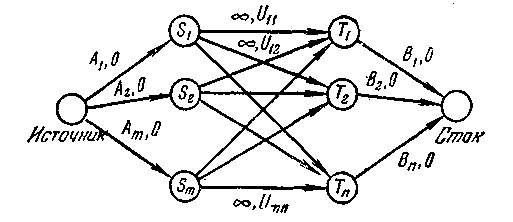 ∞, U₁₁
S₁
T₁
∞, U₁₂
A₁, 0
B₁, 0
A₂, 0
S₂
T₂
B₂, 0
Источник
Сток
Aₘ, 0
Bₙ, 0
Sₘ
Tₙ
∞, Uₘₙ